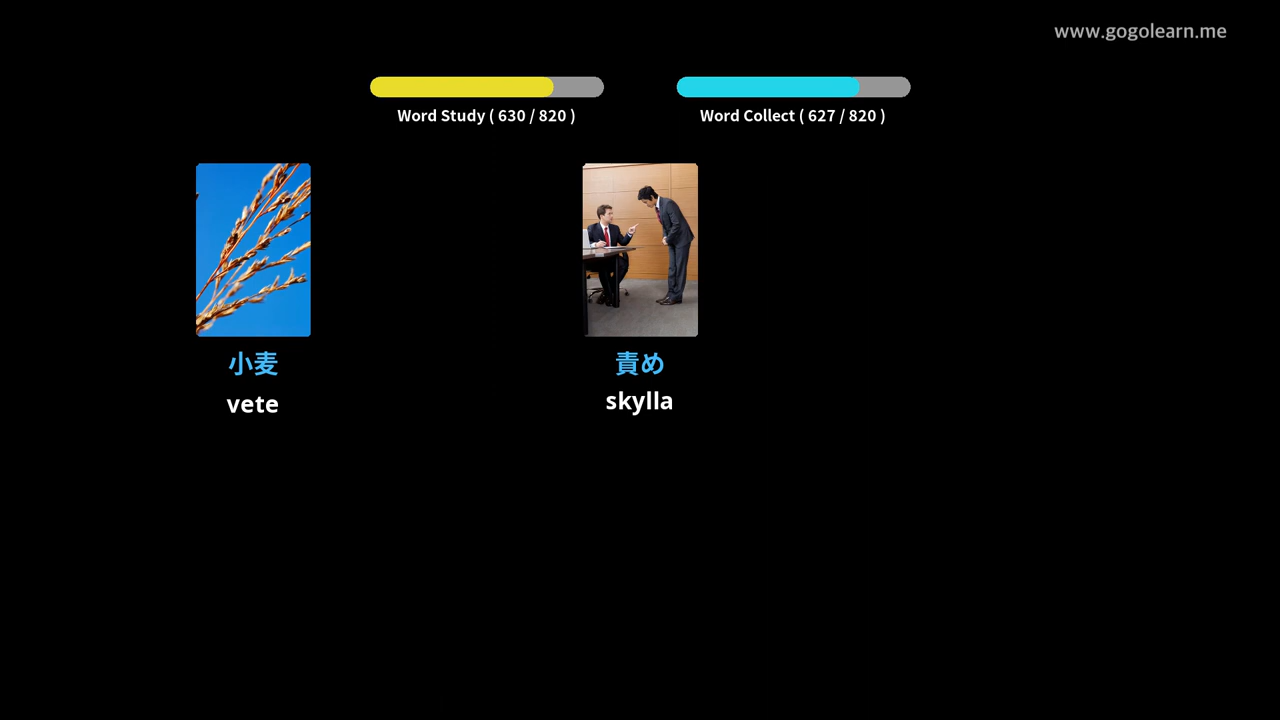 www.gogolearn.me
Word Study ( 630 / 820 )
Word Collect ( 627 / 820 )
小麦
vete
責め
skylla